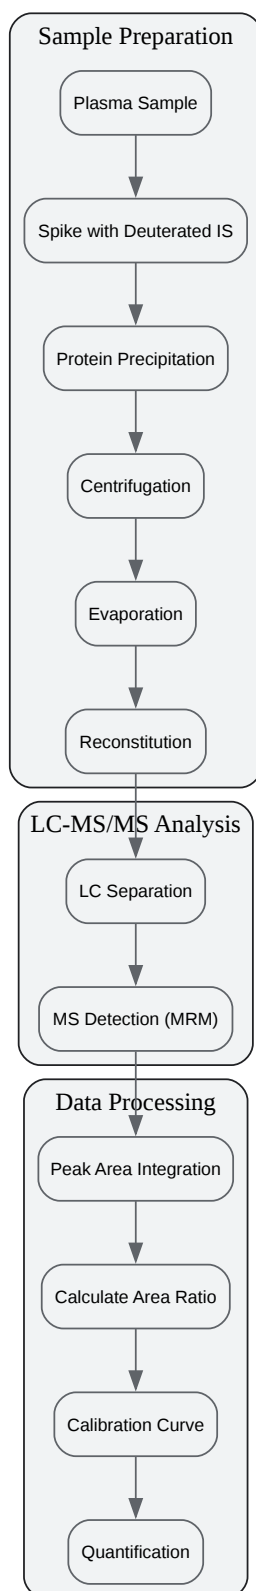 Sample Preparation
Plasma Sample
Spike with Deuterated IS
Protein Precipitation
Centrifugation
Evaporation
Reconstitution
LC-MS/MS Analysis
LC Separation
MS Detection (MRM)
Data Processing
Peak Area Integration
Calculate Area Ratio
Calibration Curve
Quantification